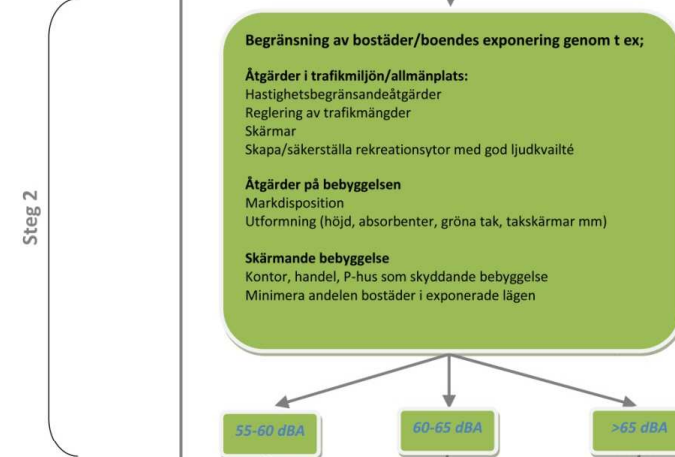 Steg 2
Begränsning av bostäder/boendes exponering genom t ex;
Åtgärder i trafikmiljön/allmänplats:
Hastighetsbegränsandeåtgärder
Reglering av trafikmängder
Skärmar
Skapa/säkerställa rekreationsytor med god ljudkvailté
Åtgärder på bebyggelsen
Markdisposition
Utformning (höjd, absorbenter, gröna tak, takskärmar mm)
Skärmande bebyggelse
Kontor, handel, P-hus som skyddande bebyggelse
Minimera andelen bostäder i exponerade lägen
55-60 dBA
60-65 dBA
>65 dBA